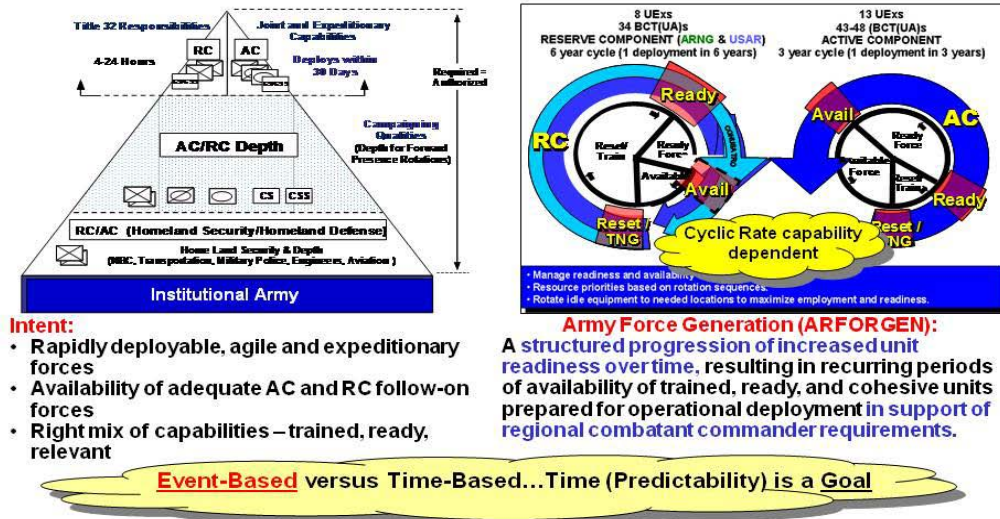 Title 32 Responsibilities
Joint and Expeditionary
Capabilities
RC
AC
4-24 Hours
Deploys within
30 Days
Required =
Authorized
Campaigning
Qualities
(Depth for Forward
Presence Rotations)
AC/RC Depth
CS
CSS
RC/AC (Homeland Security/Homeland Defense)
Home Land Security & Depth
(NBC, Transportation, Military Police, Engineers, Aviation )
Institutional Army
8 UExs
34 BCT(UA)s
RESERVE COMPONENT (ARNG & USAR)
6 year cycle (1 deployment in 6 years)
13 UExs
43-48 (BCT(UA)s
ACTIVE COMPONENT
3 year cycle (1 deployment in 3 years)
Ready
RC
Reset/
Train
Ready
Force
Available
Avail
Reset /
TNG
Avail
AC
Ready
Force
Available
Force
Reset
Train
Ready
Reset /
TNG
Cyclic Rate capability
dependent
• Manage readiness and availability
• Resource priorities based on rotation sequences.
• Rotate idle equipment to needed locations to maximize employment and readiness.
Intent:
• Rapidly deployable, agile and expeditionary
forces
• Availability of adequate AC and RC follow-on
forces
• Right mix of capabilities – trained, ready,
relevant
Army Force Generation (ARFORGEN):
A structured progression of increased unit
readiness over time, resulting in recurring periods
of availability of trained, ready, and cohesive units
prepared for operational deployment in support of
regional combatant commander requirements.
Event-Based versus Time-Based...Time (Predictability) is a Goal